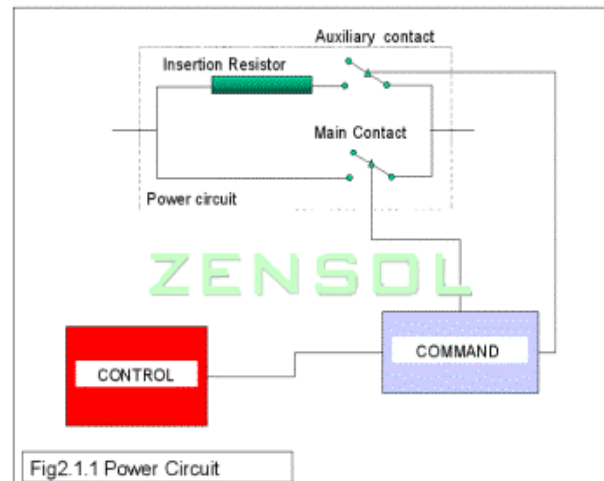 Auxiliary contact
Insertion Resistor
Main Contact
Power circuit
ZENSOL
COMMAND
CONTROL
Fig2.1.1 Power Circuit